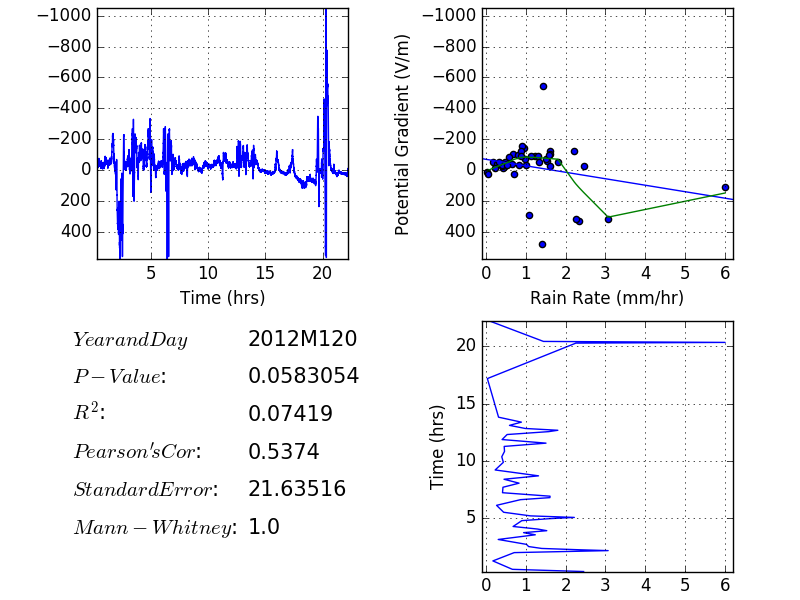 −1000
−800
−600
−400
−200
0
200
400
5 10 15 20
Time (hrs)
Potential Gradient (V/m)
−1000
−800
−600
−400
−200
0
200
400
0 1 2 3 4 5 6
Rain Rate (mm/hr)
YearandDay 2012M120
P−Value: 0.0583054
R²: 0.07419
Pearson'sCor: 0.5374
StandardError: 21.63516
Mann−Whitney: 1.0
Time (hrs)
20
15
10
5
0 1 2 3 4 5 6